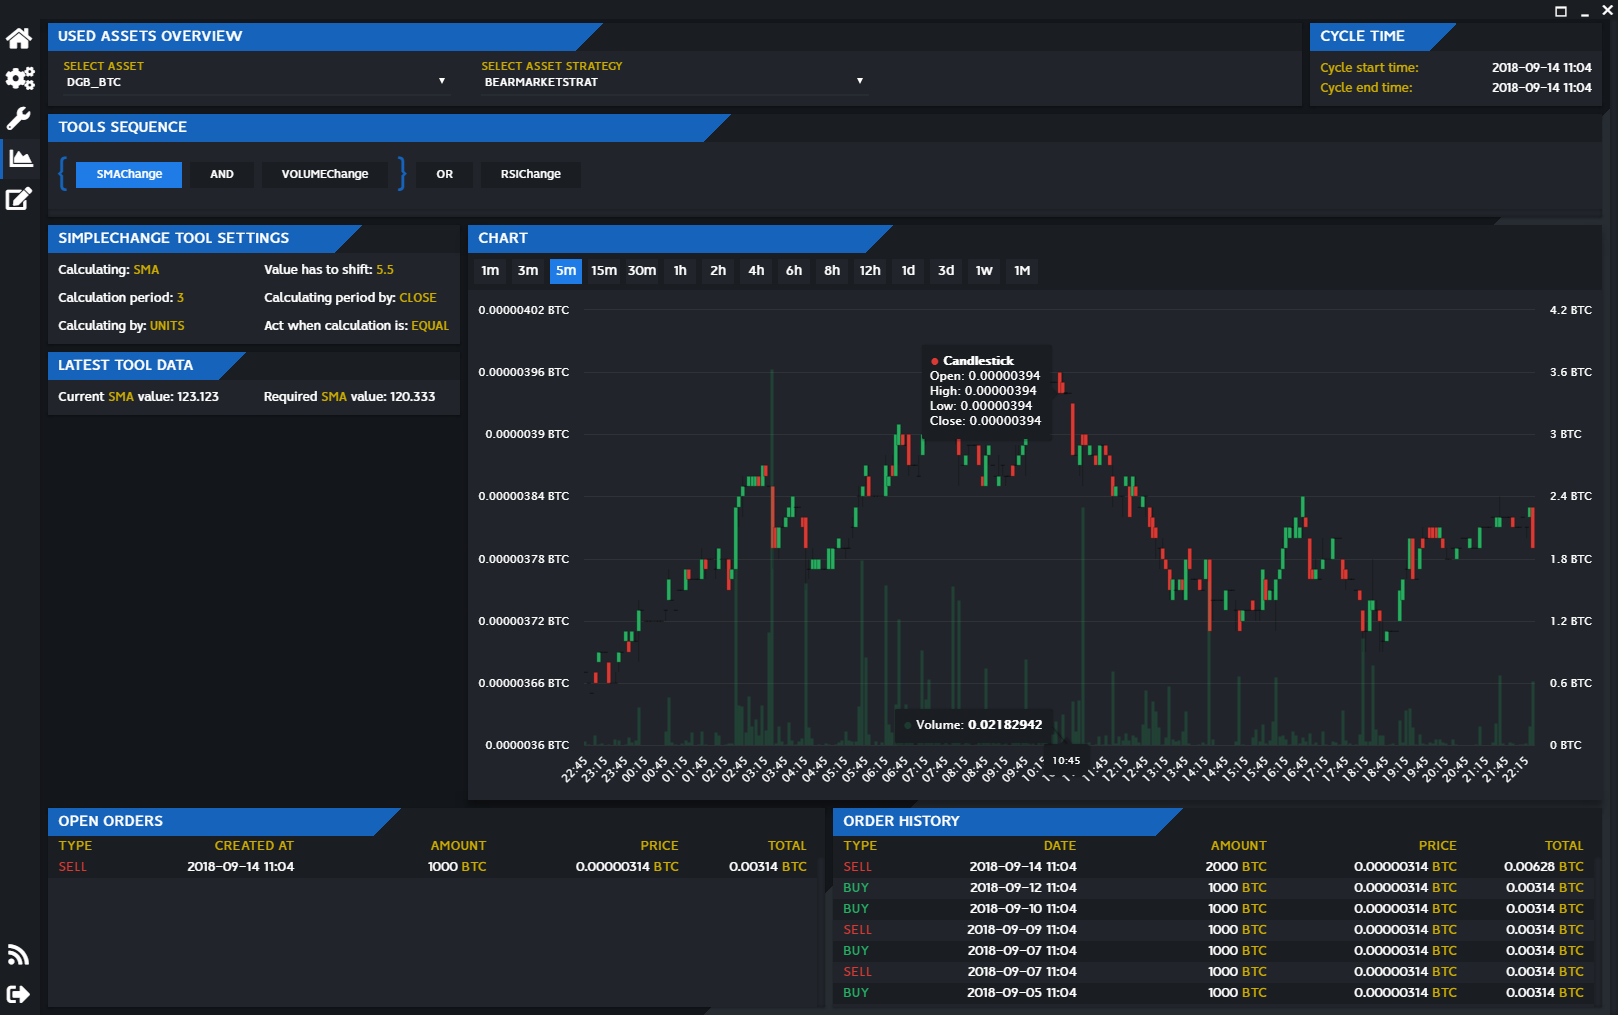 USED ASSETS OVERVIEW
SELECT ASSET
DGB_BTC
▼
SELECT ASSET STRATEGY
BEARMARKETSTRAT
▼
CYCLE TIME
Cycle start time: 2018-09-14 11:04
Cycle end time: 2018-09-14 11:04
TOOLS SEQUENCE
{ SMAChange AND VOLUMEChange } OR RSIChange
SIMPLECHANGE TOOL SETTINGS
Calculating: SMA Value has to shift: 5.5
Calculation period: 3 Calculating period by: CLOSE
Calculating by: UNITS Act when calculation is: EQUAL
LATEST TOOL DATA
Current SMA value: 123.123 Required SMA value: 120.333
CHART
1m 3m 5m 15m 30m 1h 2h 4h 6h 8h 12h 1d 3d 1w 1M
0.00000402 BTC 4.2 BTC
0.00000396 BTC 3.6 BTC
0.0000039 BTC 3 BTC
0.00000384 BTC 2.4 BTC
0.00000378 BTC 1.8 BTC
0.00000372 BTC 1.2 BTC
0.00000366 BTC 0.6 BTC
0.0000036 BTC 0 BTC
Candlestick
Open: 0.00000394
High: 0.00000394
Low: 0.00000394
Close: 0.00000394
Volume: 0.02182942
10:45
22:45 23:15 23:45 00:15 00:45 01:15 01:45 02:15 02:45 03:15 03:45 04:15 04:45 05:15 05:45 06:15 06:45 07:15 07:45 08:15 08:45 09:15 09:45 10:15 11:45 12:15 12:45 13:15 13:45 14:15 14:45 15:15 15:45 16:15 16:45 17:15 17:45 18:15 18:45 19:15 19:45 20:15 20:45 21:15 21:45 22:15
OPEN ORDERS
TYPE CREATED AT AMOUNT PRICE TOTAL
SELL 2018-09-14 11:04 1000 BTC 0.00000314 BTC 0.00314 BTC
ORDER HISTORY
TYPE DATE AMOUNT PRICE TOTAL
SELL 2018-09-14 11:04 2000 BTC 0.00000314 BTC 0.00628 BTC
BUY 2018-09-12 11:04 1000 BTC 0.00000314 BTC 0.00314 BTC
BUY 2018-09-10 11:04 1000 BTC 0.00000314 BTC 0.00314 BTC
SELL 2018-09-09 11:04 1000 BTC 0.00000314 BTC 0.00314 BTC
BUY 2018-09-07 11:04 1000 BTC 0.00000314 BTC 0.00314 BTC
SELL 2018-09-07 11:04 1000 BTC 0.00000314 BTC 0.00314 BTC
BUY 2018-09-05 11:04 1000 BTC 0.00000314 BTC 0.00314 BTC